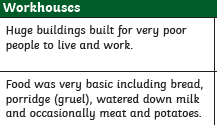 Workhouses
Huge buildings built for very poor
people to live and work.
Food was very basic including bread,
porridge (gruel), watered down milk
and occasionally meat and potatoes.